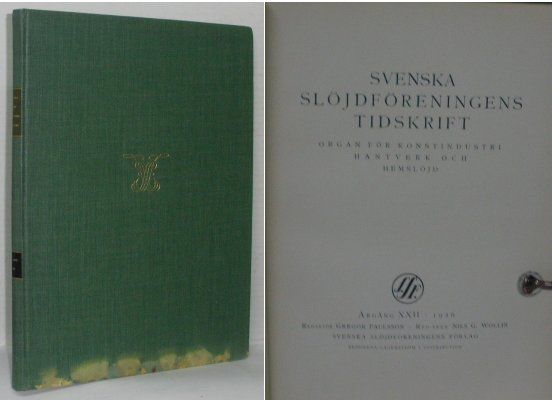 SVENSKA
SLÖJDFÖRENINGENS
TIDSKRIFT
ORGAN FÖR KONSTINDUSTRI
HANTVERK OCH
HEMSLÖJD
ÅRGÅNG XXII · 1926
REDAKTÖR GREGOR PAULSSON · RED. SEKR. NILS G. WOLLIN
SVENSKA SLÖJDFÖRENINGENS FÖRLAG